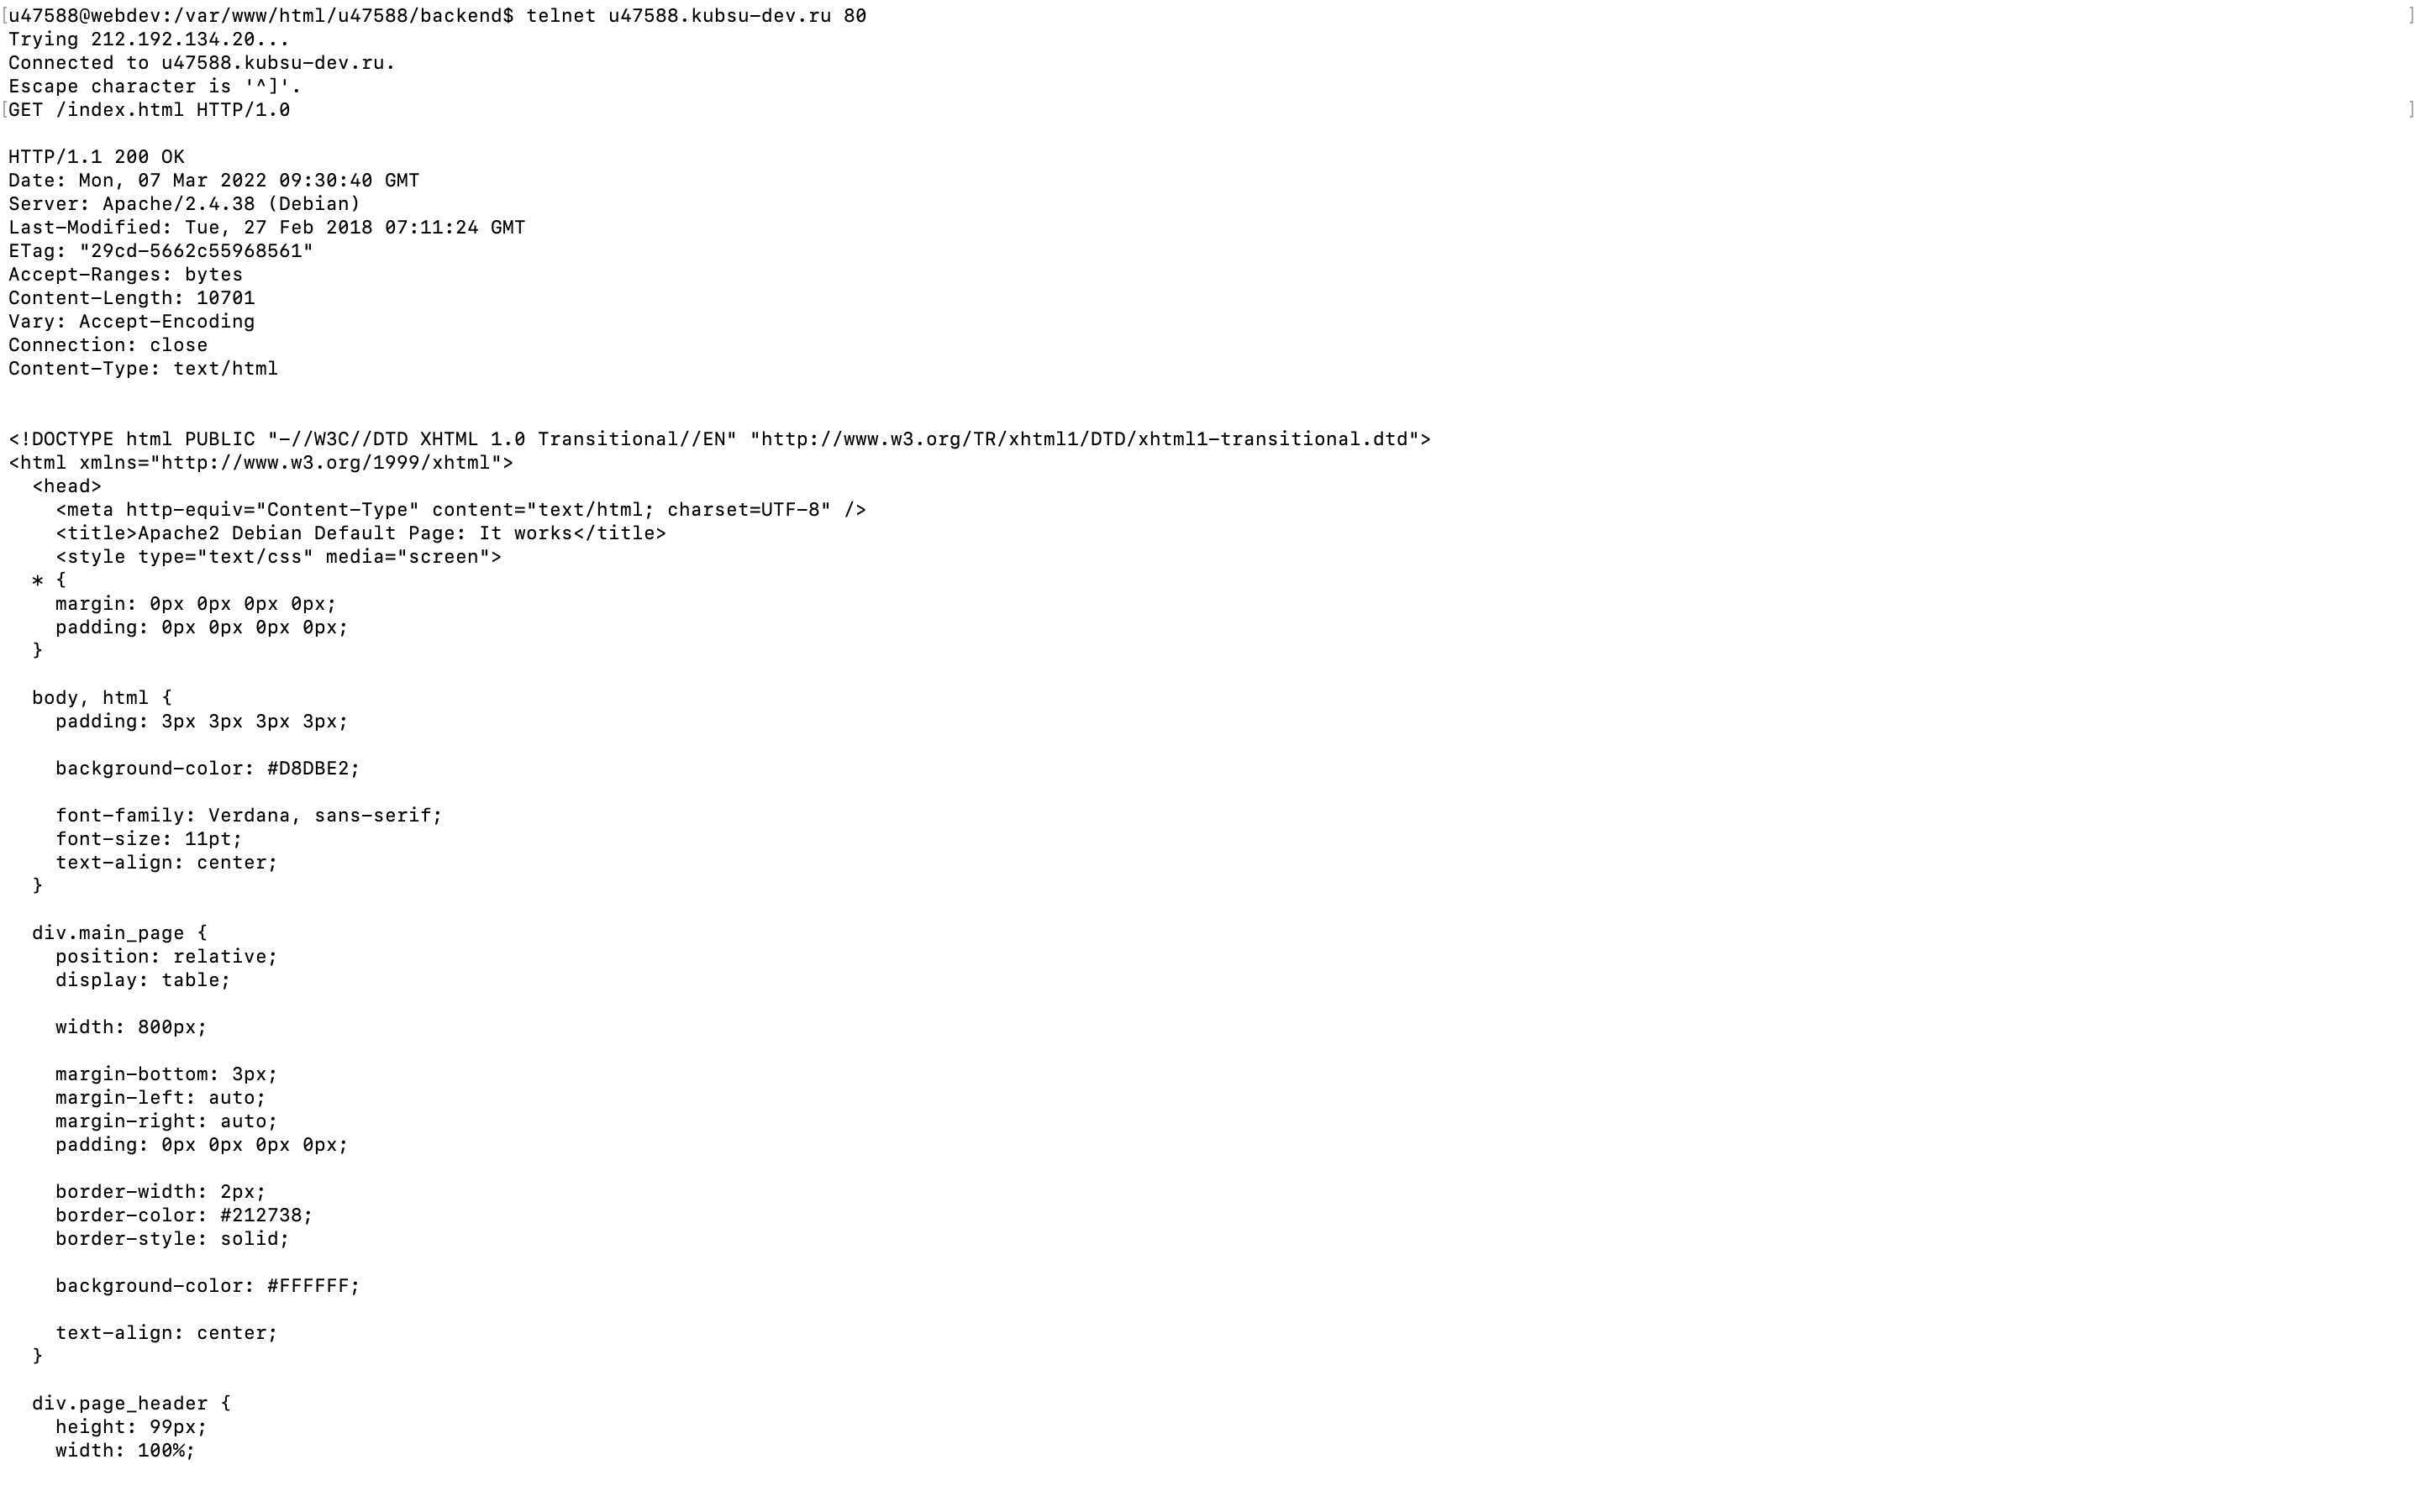 [u47588@webdev:/var/www/html/u47588/backend$ telnet u47588.kubsu-dev.ru 80 ]
Trying 212.192.134.20...
Connected to u47588.kubsu-dev.ru.
Escape character is '^]'.
[GET /index.html HTTP/1.0 ]

HTTP/1.1 200 OK
Date: Mon, 07 Mar 2022 09:30:40 GMT
Server: Apache/2.4.38 (Debian)
Last-Modified: Tue, 27 Feb 2018 07:11:24 GMT
ETag: "29cd-5662c55968561"
Accept-Ranges: bytes
Content-Length: 10701
Vary: Accept-Encoding
Connection: close
Content-Type: text/html


<!DOCTYPE html PUBLIC "-//W3C//DTD XHTML 1.0 Transitional//EN" "http://www.w3.org/TR/xhtml1/DTD/xhtml1-transitional.dtd">
<html xmlns="http://www.w3.org/1999/xhtml">
  <head>
    <meta http-equiv="Content-Type" content="text/html; charset=UTF-8" />
    <title>Apache2 Debian Default Page: It works</title>
    <style type="text/css" media="screen">
  * {
    margin: 0px 0px 0px 0px;
    padding: 0px 0px 0px 0px;
  }

  body, html {
    padding: 3px 3px 3px 3px;

    background-color: #D8DBE2;

    font-family: Verdana, sans-serif;
    font-size: 11pt;
    text-align: center;
  }

  div.main_page {
    position: relative;
    display: table;

    width: 800px;

    margin-bottom: 3px;
    margin-left: auto;
    margin-right: auto;
    padding: 0px 0px 0px 0px;

    border-width: 2px;
    border-color: #212738;
    border-style: solid;

    background-color: #FFFFFF;

    text-align: center;
  }

  div.page_header {
    height: 99px;
    width: 100%;